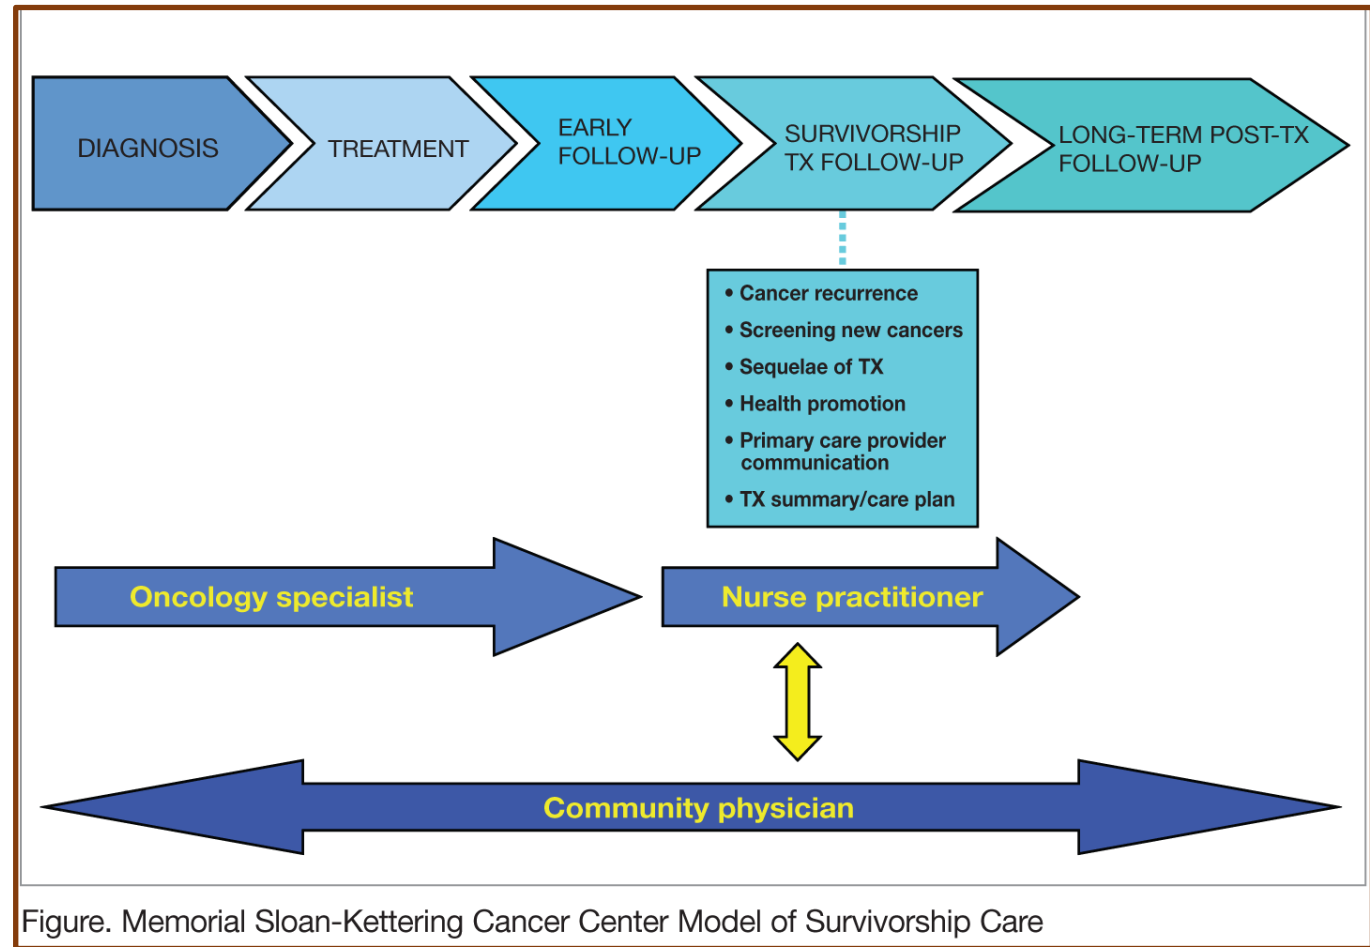 DIAGNOSIS
TREATMENT
EARLY
FOLLOW-UP
SURVIVORSHIP
TX FOLLOW-UP
LONG-TERM POST-TX
FOLLOW-UP
• Cancer recurrence
• Screening new cancers
• Sequelae of TX
• Health promotion
• Primary care provider
communication
• TX summary/care plan
Oncology specialist
Nurse practitioner
Community physician
Figure. Memorial Sloan-Kettering Cancer Center Model of Survivorship Care